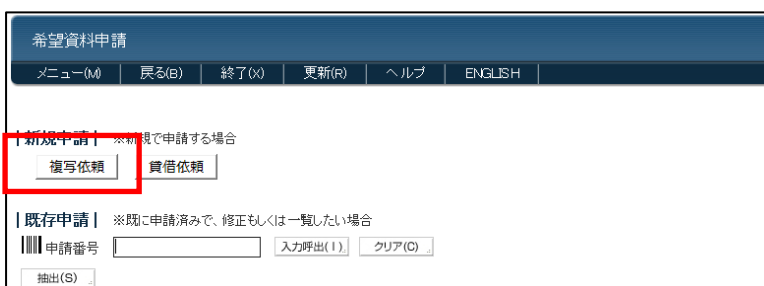 希望資料申請
メニュー(M) 戻る(B) 終了(X) 更新(R) ヘルプ ENGLISH
|新規申請| ※新規で申請する場合
複写依頼 貸借依頼
|既存申請| ※既に申請済みで、修正もしくは一覧したい場合
申請番号 入力呼出(I) クリア(C)
抽出(S)